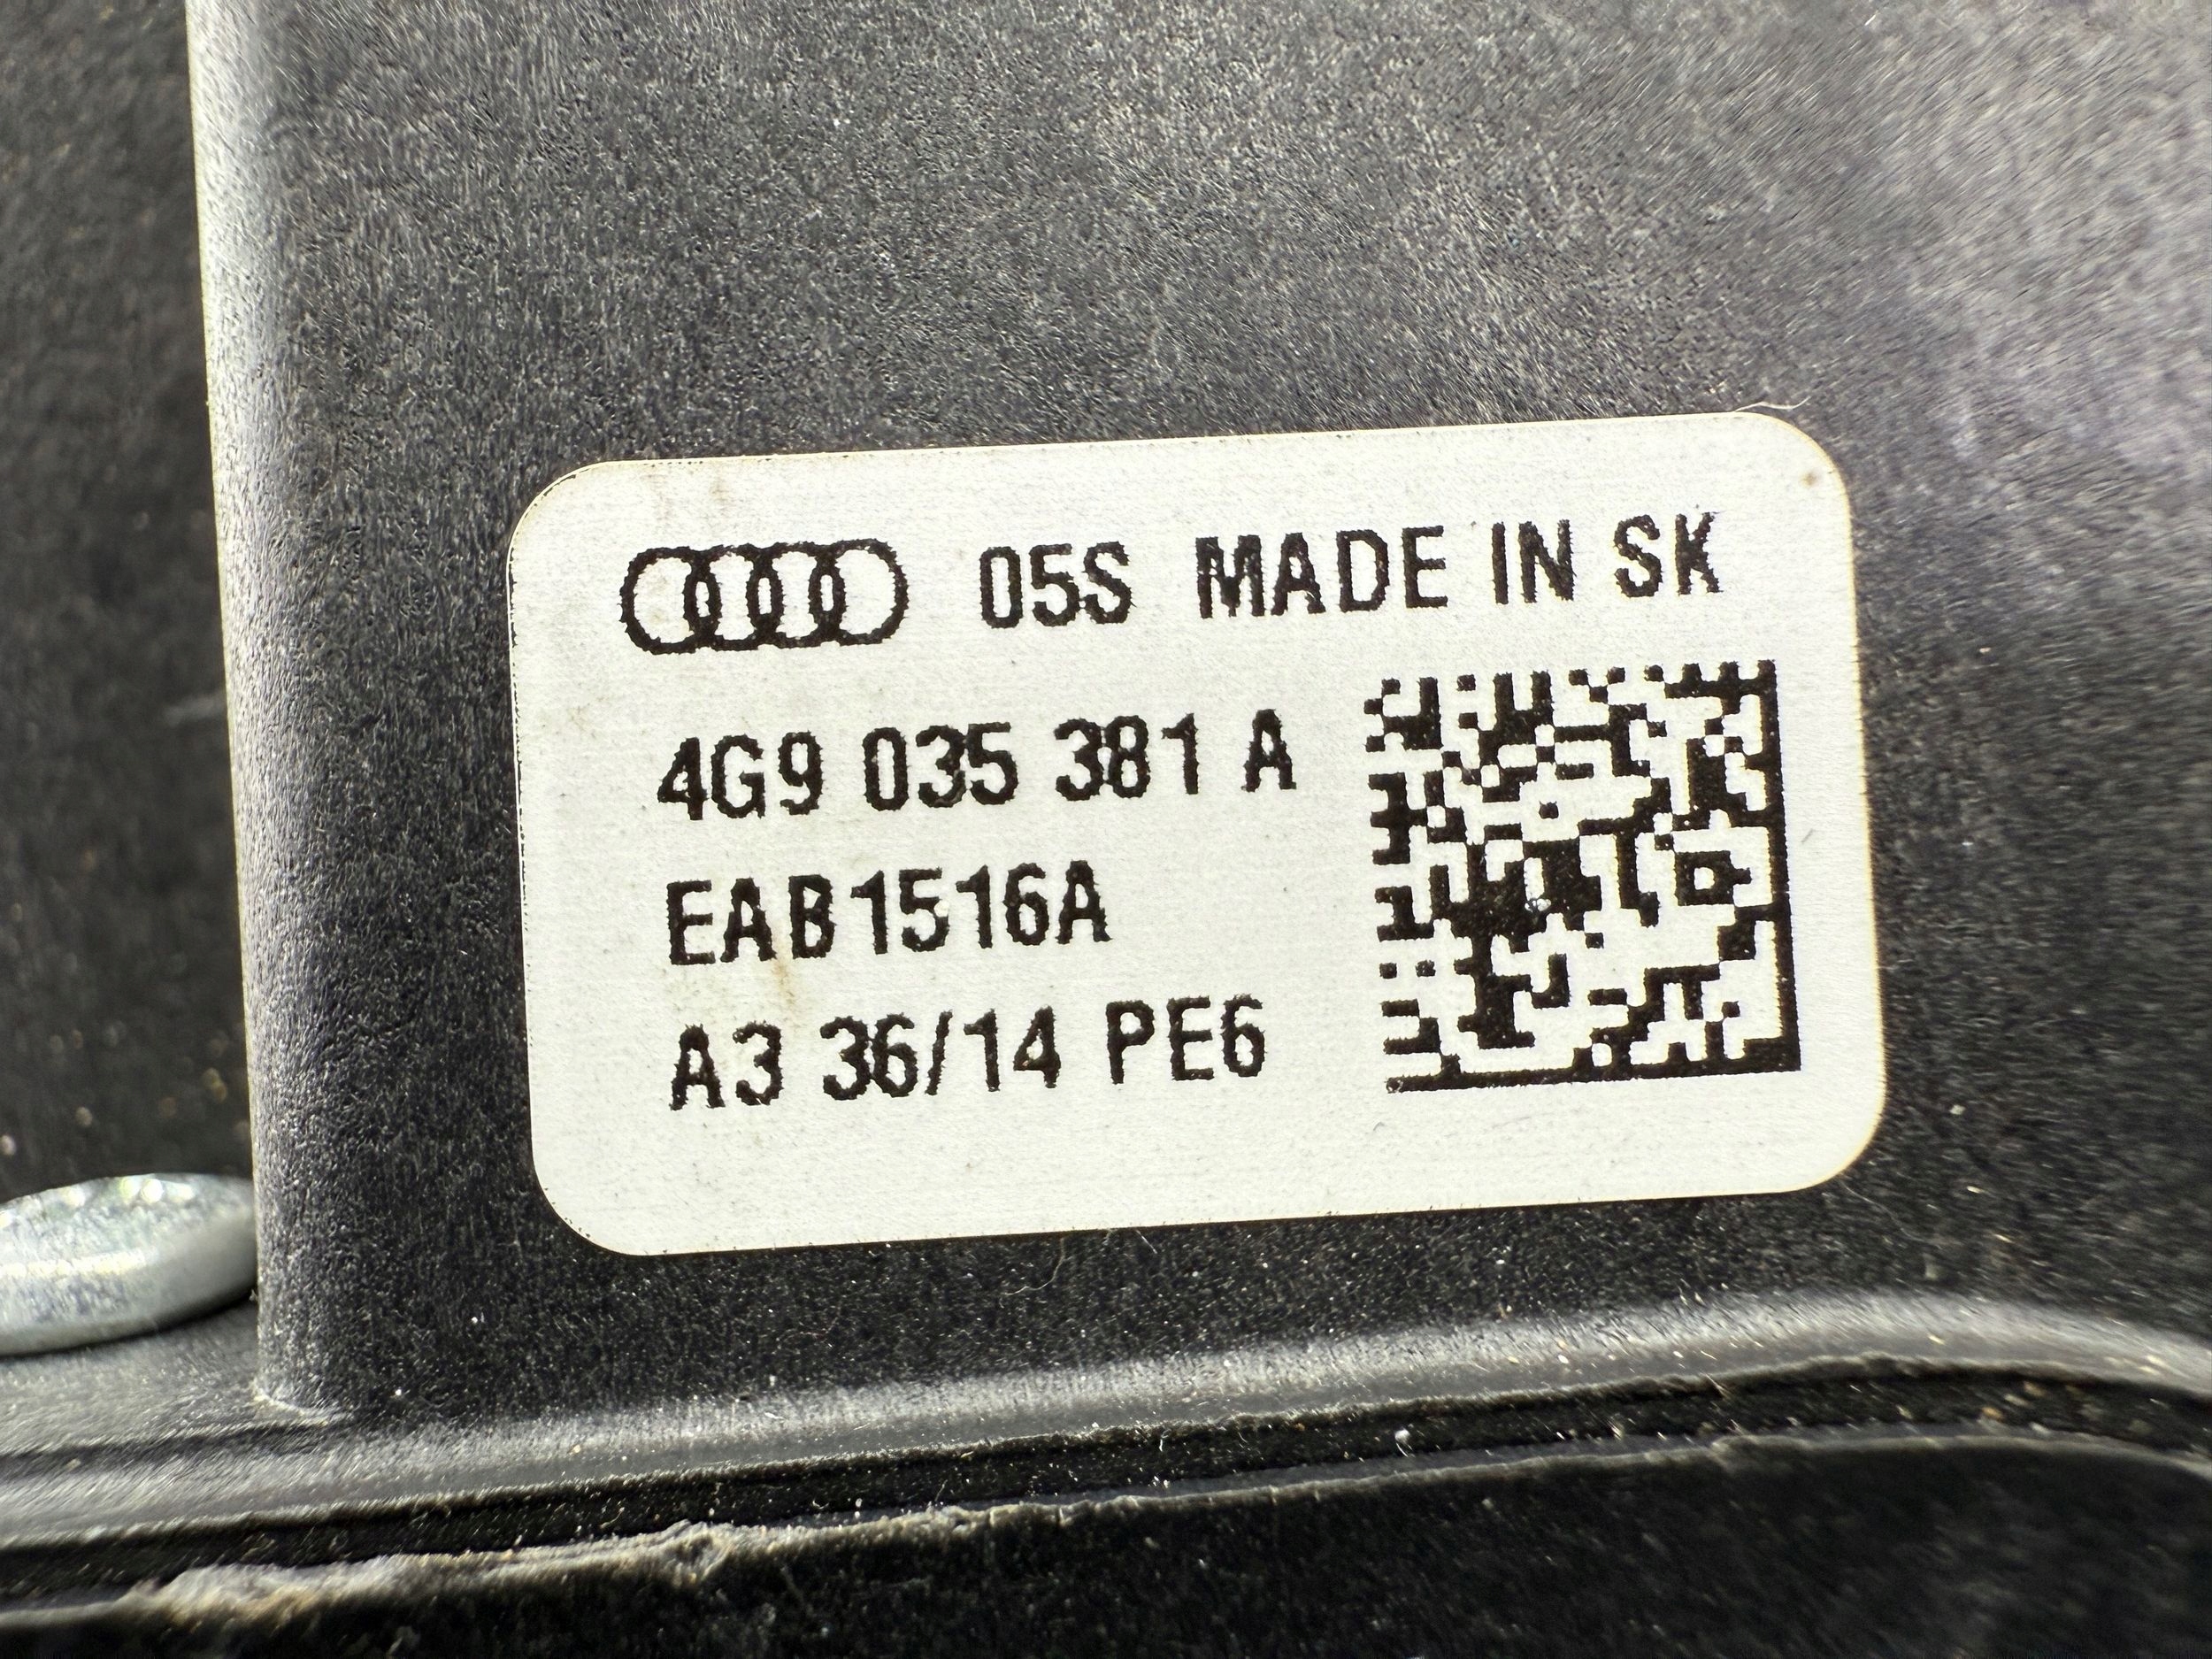 05S MADE IN SK
4G9 035 381 A
EAB1516A
A3 36/14 PE6